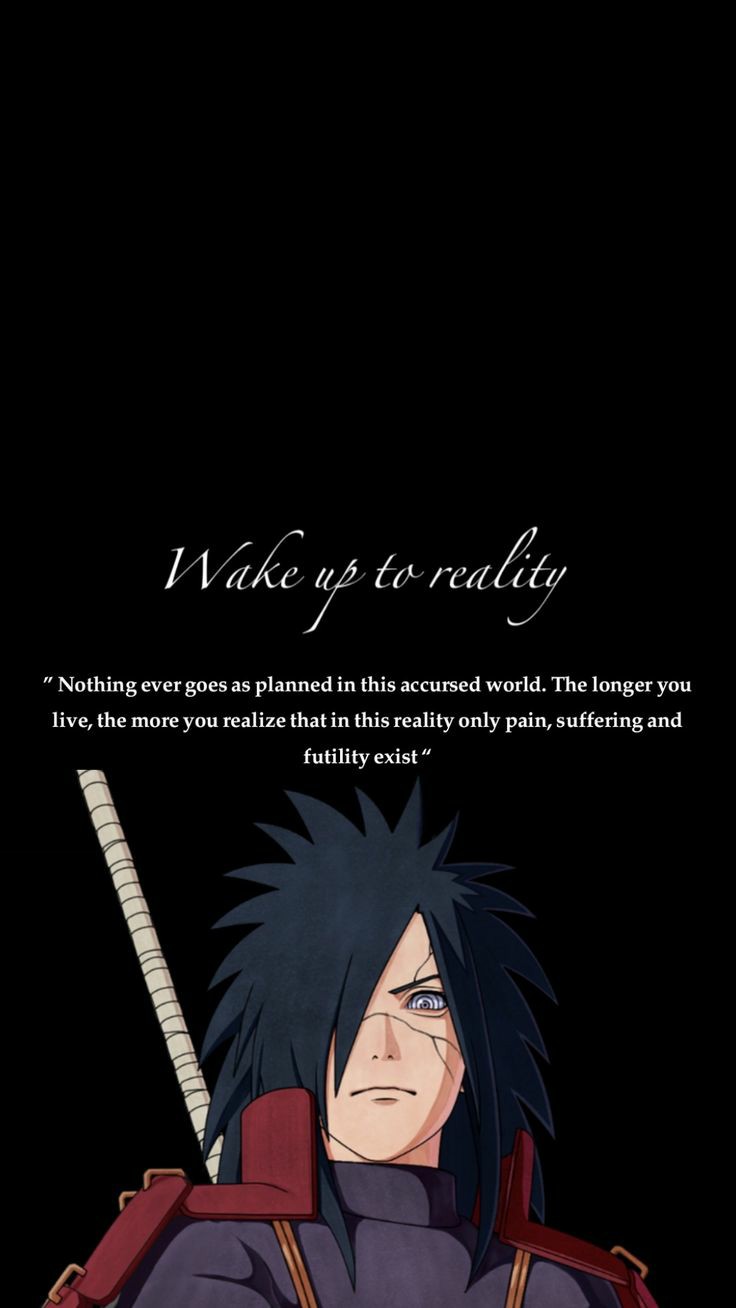 Wake up to reality
" Nothing ever goes as planned in this accursed world. The longer you
live, the more you realize that in this reality only pain, suffering and
futility exist “